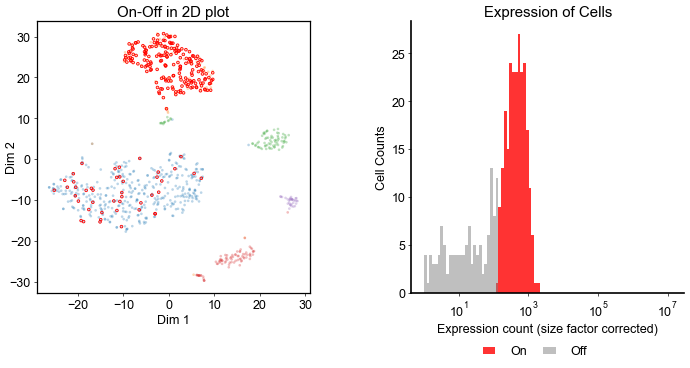 On-Off in 2D plot
30
20
10
0
−10
−20
−30
Dim 2
−20 −10 0 10 20 30
Dim 1
Expression of Cells
25
20
15
10
5
0
Cell Counts
10^1 10^3 10^5 10^7
Expression count (size factor corrected)
On Off